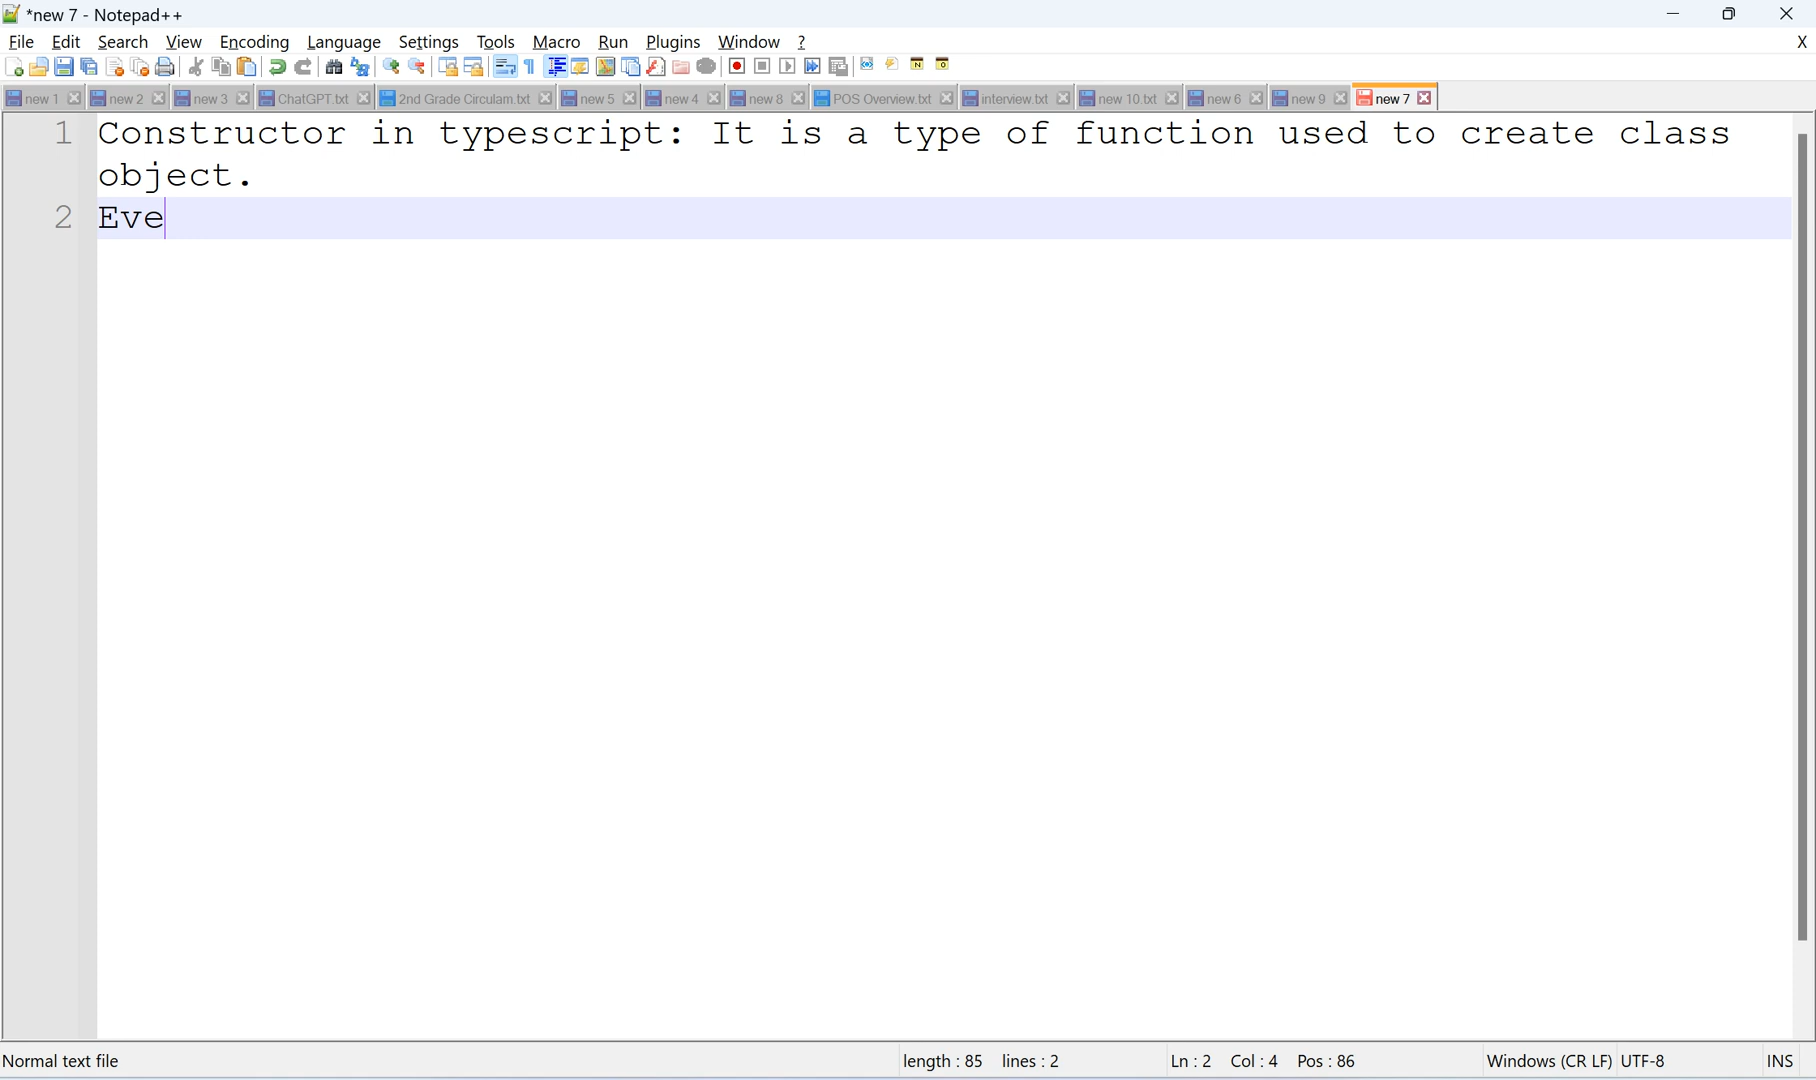 *new 7 - Notepad++
File Edit Search View Encoding Language Settings Tools Macro Run Plugins Window ? X
new 1 new 2 new 3 ChatGPT.txt 2nd Grade Circulam.txt new 5 new 4 new 8 POS Overview.txt interview.txt new 10.txt new 6 new 9 new 7
1 Constructor in typescript: It is a type of function used to create class
object.
2 Eve
Normal text file length : 85 lines : 2 Ln : 2 Col : 4 Pos : 86 Windows (CR LF) UTF-8 INS